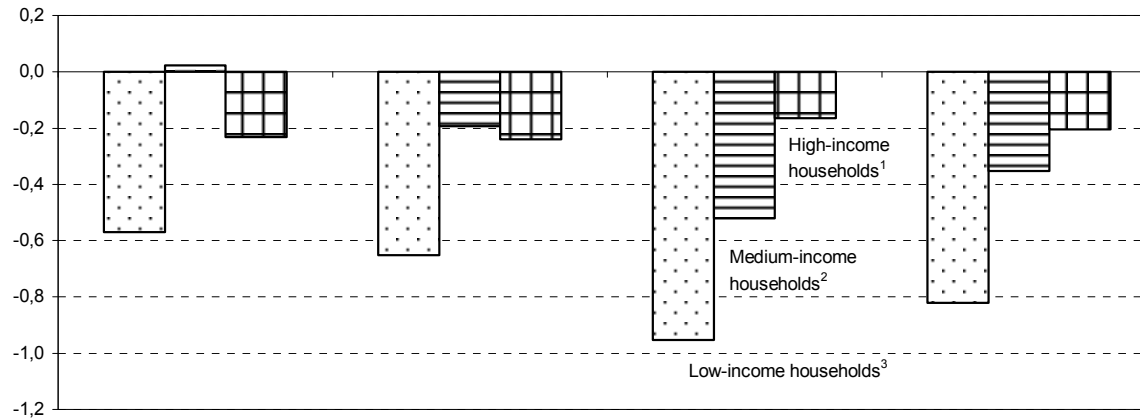 0,2
0,0
-0,2
-0,4
-0,6
-0,8
-1,0
-1,2
High-income
households¹
Medium-income
households²
Low-income households³